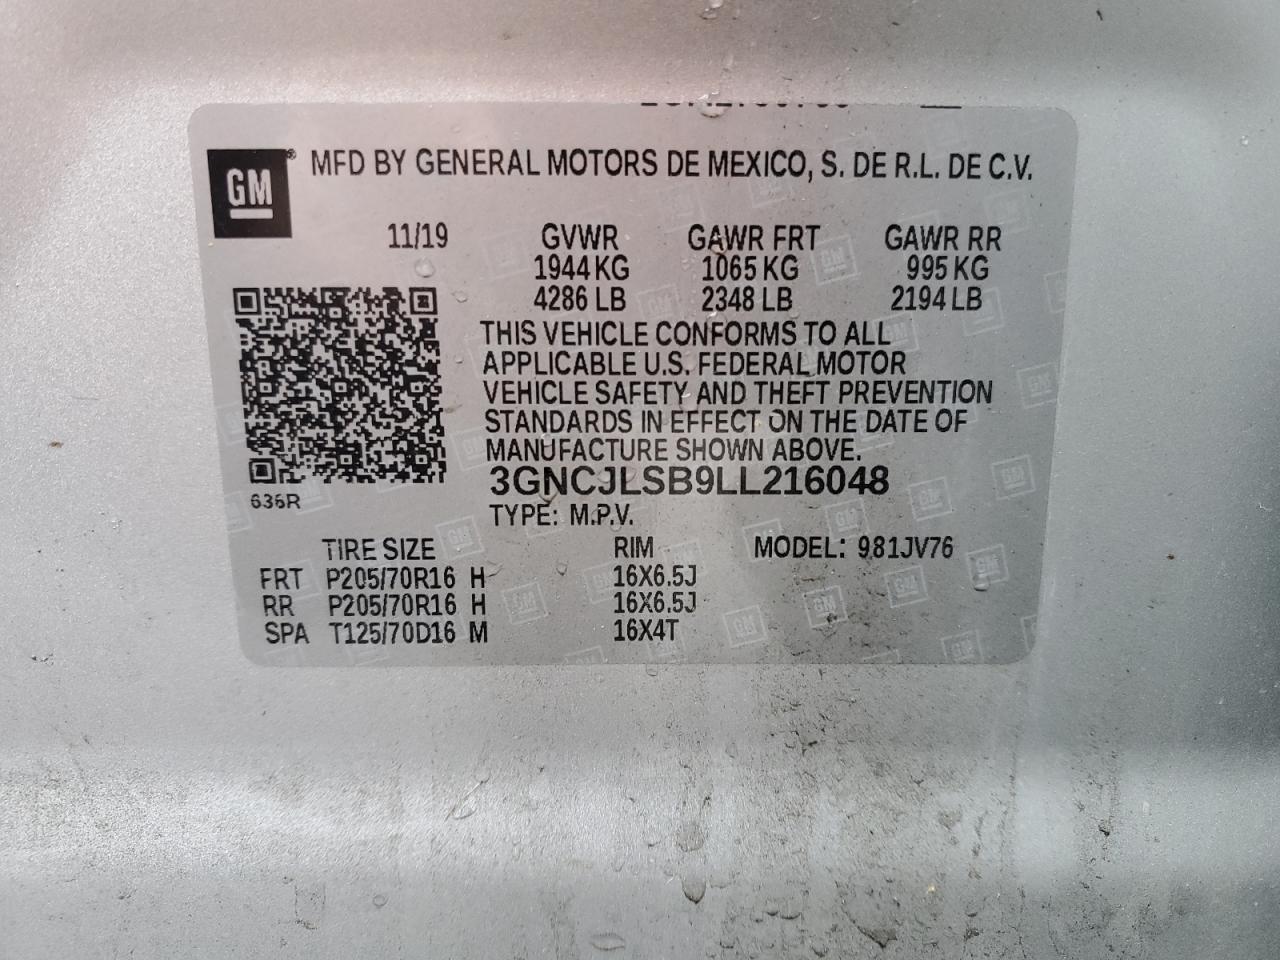 GM® MFD BY GENERAL MOTORS DE MEXICO, S. DE R.L. DE C.V.
11/19 GVWR GAWR FRT GAWR RR
1944 KG 1065 KG 995 KG
4286 LB 2348 LB 2194 LB
THIS VEHICLE CONFORMS TO ALL
APPLICABLE U.S. FEDERAL MOTOR
VEHICLE SAFETY AND THEFT PREVENTION
STANDARDS IN EFFECT ON THE DATE OF
MANUFACTURE SHOWN ABOVE.
3GNCJLSB9LL216048
636R
TYPE: M.P.V.
TIRE SIZE RIM MODEL: 981JV76
FRT P205/70R16 H 16X6.5J
RR P205/70R16 H 16X6.5J
SPA T125/70D16 M 16X4T